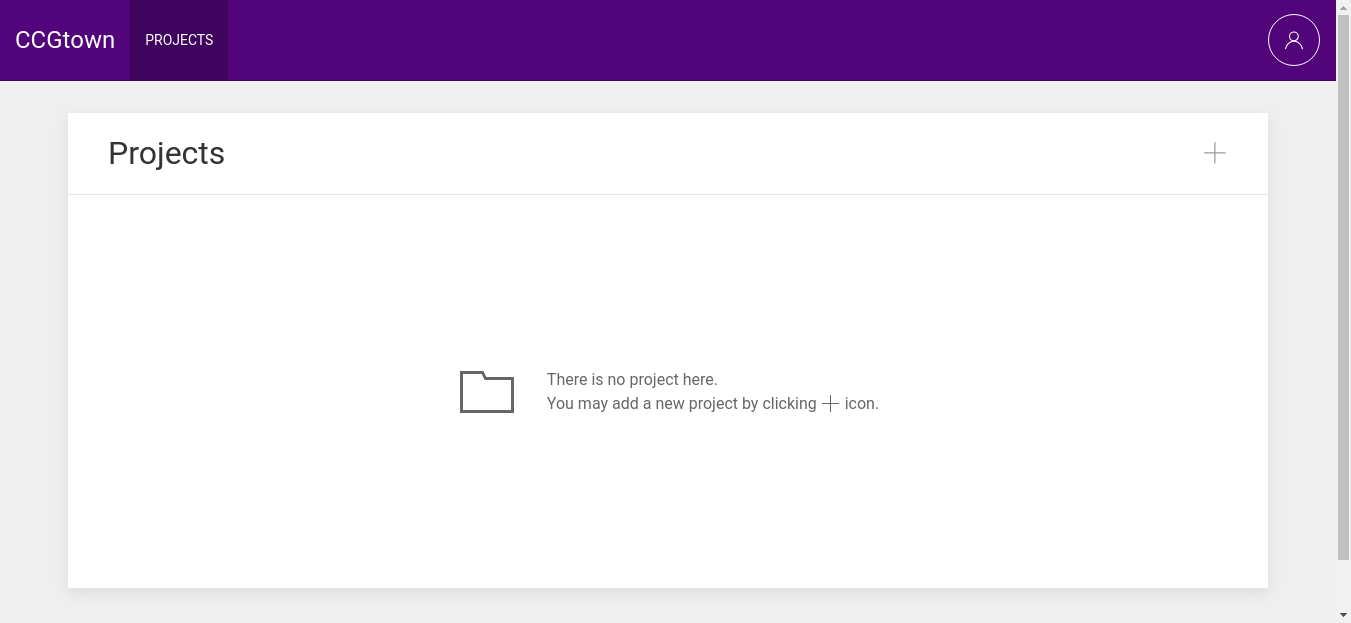 CCGtown
PROJECTS
Projects
There is no project here.
You may add a new project by clicking + icon.